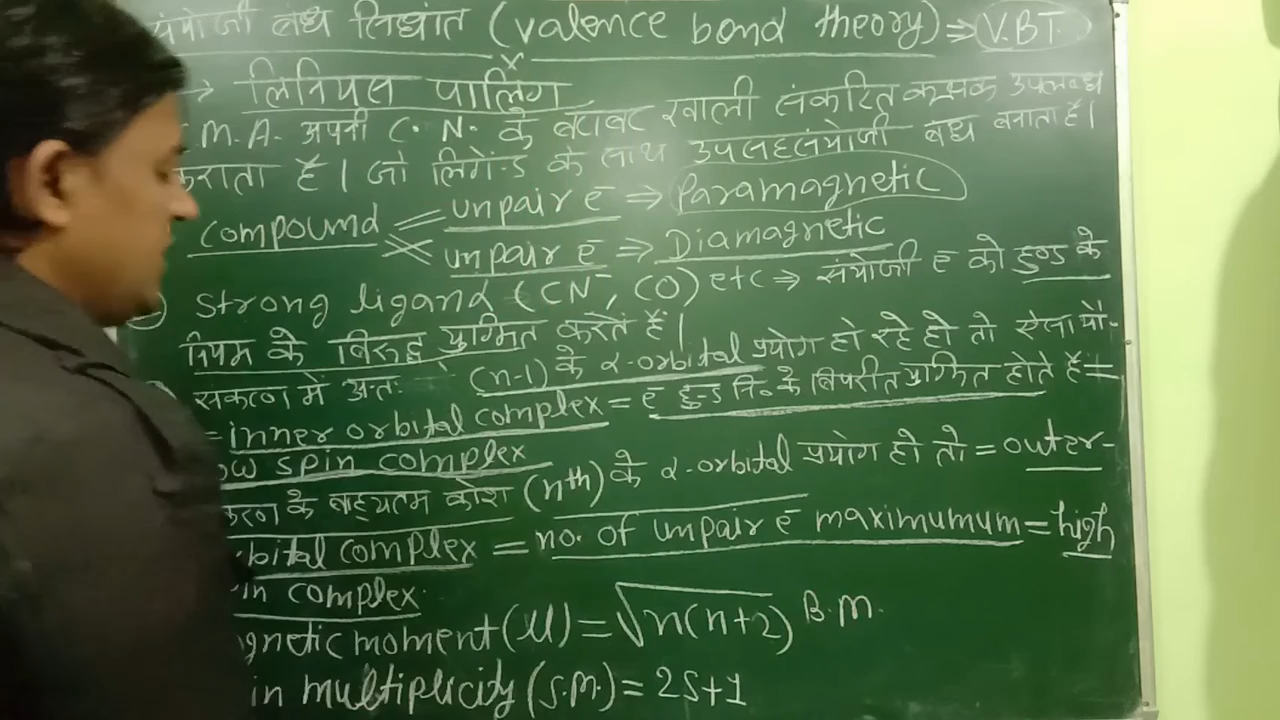 संयोजी बंध सिद्धांत (valence bond theory) ⇒ V.B.T.
→ लिनियस पालिंग
M.A. अपनी C.N. के बराबर खाली संकरित कक्षक उपलब्ध
कराता है। जो लिगेंड के साथ उपसहसंयोजी बंध बनाता है।
compound unpair e⁻ ⇒ Paramagnetic
unpair e⁻ ⇒ Diamagnetic
strong ligand (CN⁻, CO) etc ⇒ संयोजी e⁻ को हुण्ड के
नियम के विरूद्ध युग्मित करते हैं।
संकरण में अतः (n-1) के d-orbital प्रयोग हो रहे हो तो
= inner orbital complex = e⁻ हुण्ड नि० के विपरीत युग्मित होते हैं =
spin complex
के बाह्यतम कोश (nth) के d-orbital प्रयोग हो तो = outer-
bital complex = no. of unpair e⁻ maximumum = high
in complex.
gnetic moment (μ) = √n(n+2) B.M.
in multiplicity (S.M.) = 2S+1